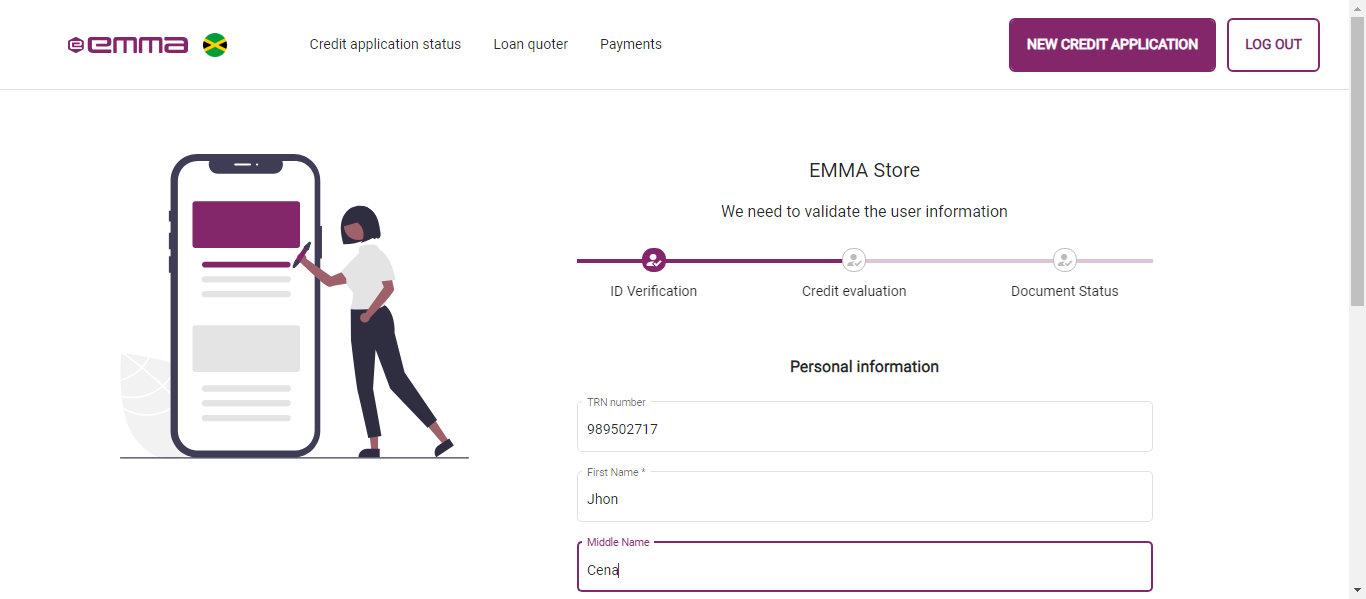 emma
Credit application status
Loan quoter
Payments
NEW CREDIT APPLICATION
LOG OUT
EMMA Store
We need to validate the user information
ID Verification
Credit evaluation
Document Status
Personal information
TRN number
989502717
First Name *
Jhon
Middle Name
Cena